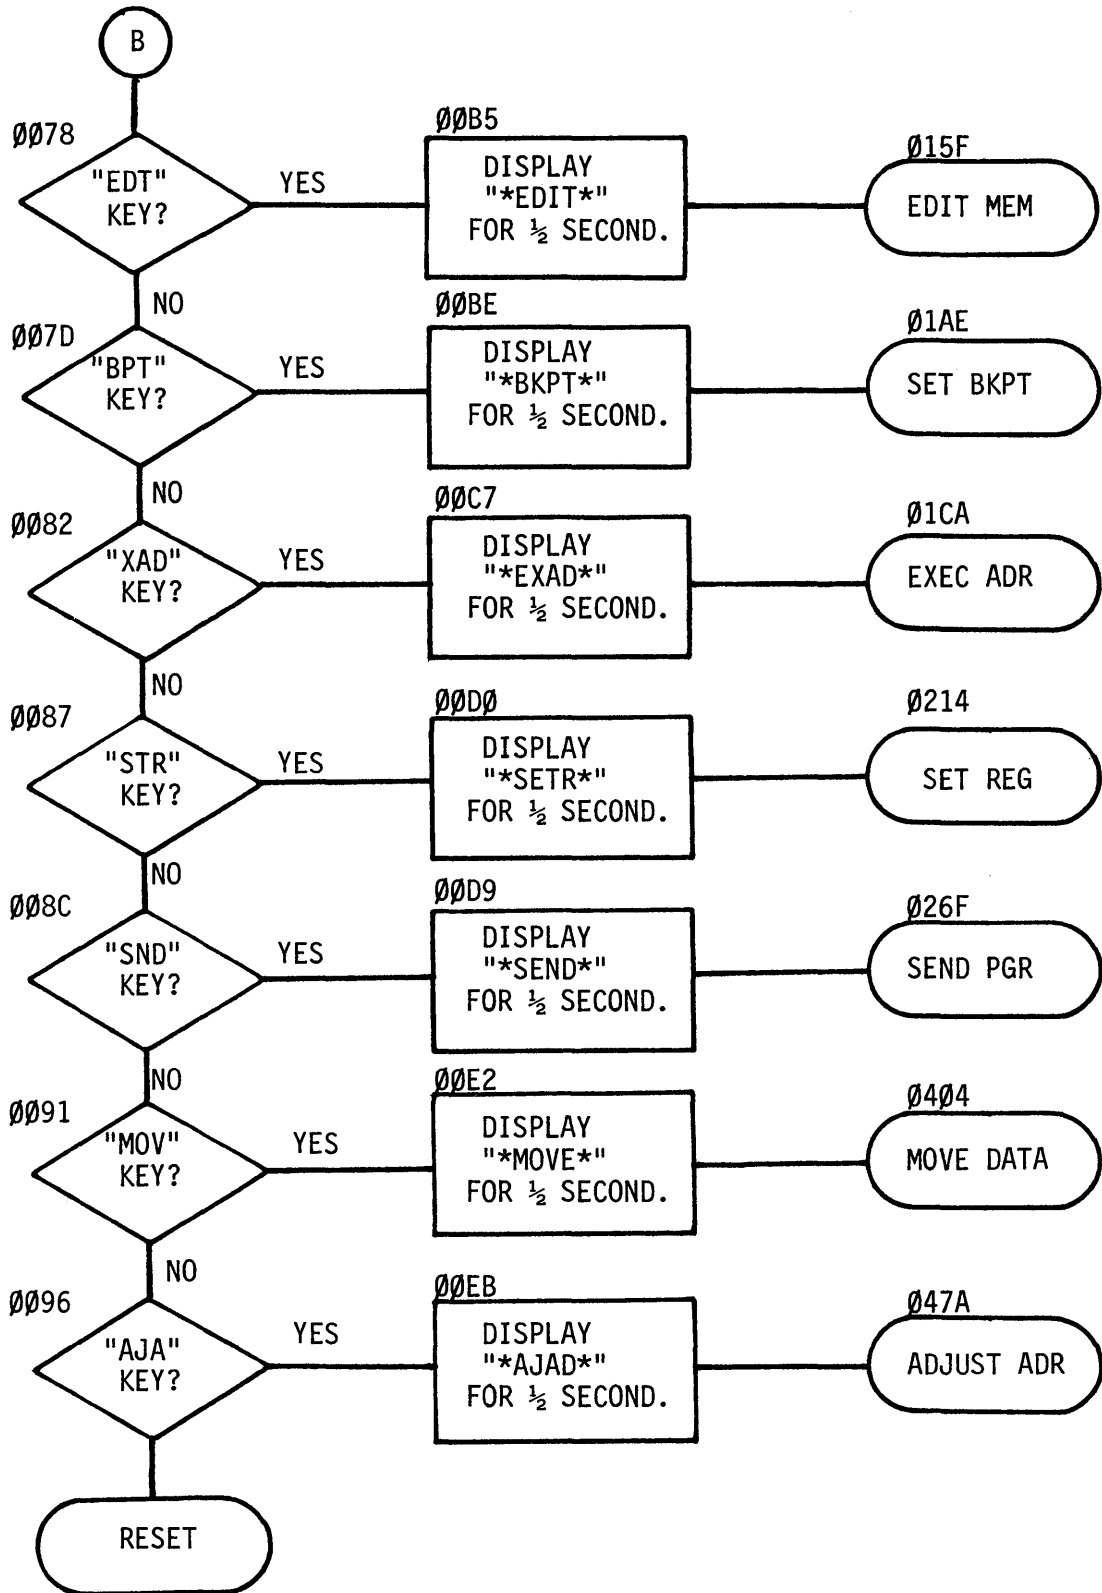 B
ØØ78
"EDT"
KEY?
YES
ØØB5
DISPLAY
"*EDIT*"
FOR ½ SECOND.
Ø15F
EDIT MEM
NO
ØØ7D
"BPT"
KEY?
YES
ØØBE
DISPLAY
"*BKPT*"
FOR ½ SECOND.
Ø1AE
SET BKPT
NO
ØØ82
"XAD"
KEY?
YES
ØØC7
DISPLAY
"*EXAD*"
FOR ½ SECOND.
Ø1CA
EXEC ADR
NO
ØØ87
"STR"
KEY?
YES
ØØDØ
DISPLAY
"*SETR*"
FOR ½ SECOND.
Ø214
SET REG
NO
ØØ8C
"SND"
KEY?
YES
ØØD9
DISPLAY
"*SEND*"
FOR ½ SECOND.
Ø26F
SEND PGR
NO
ØØ91
"MOV"
KEY?
YES
ØØE2
DISPLAY
"*MOVE*"
FOR ½ SECOND.
Ø4Ø4
MOVE DATA
NO
ØØ96
"AJA"
KEY?
YES
ØØEB
DISPLAY
"*AJAD*"
FOR ½ SECOND.
Ø47A
ADJUST ADR
RESET